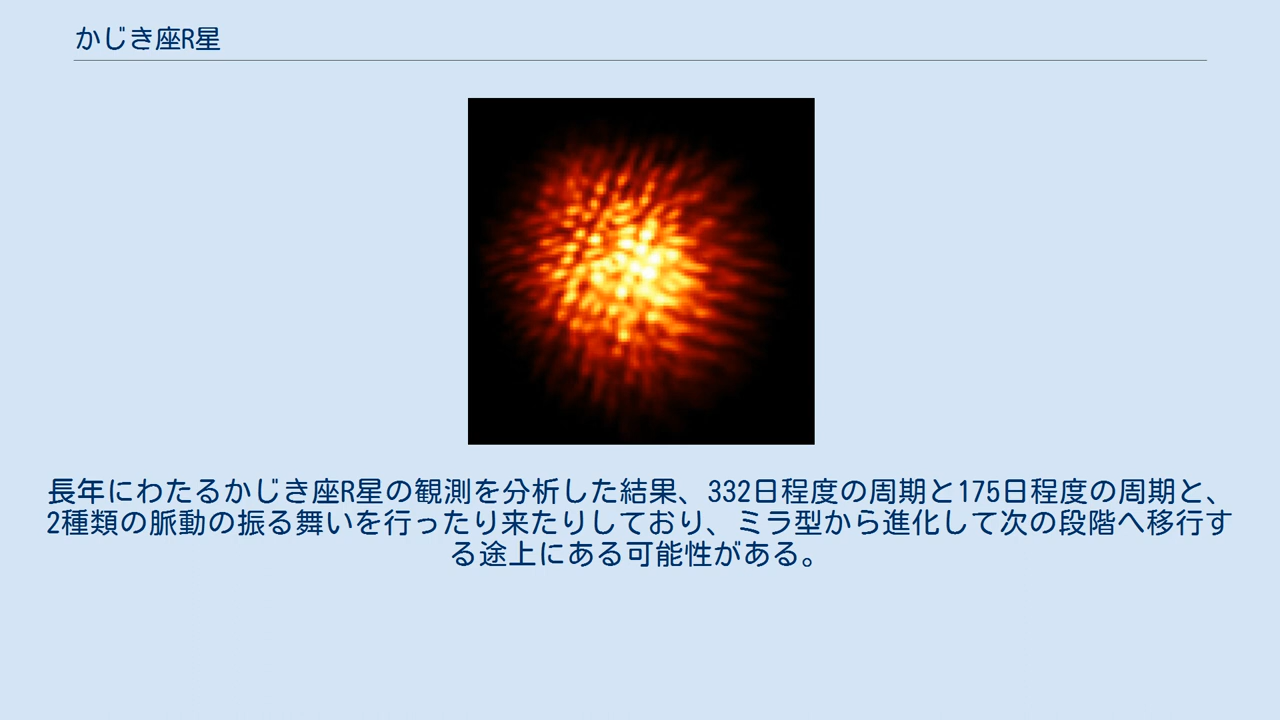 かじき座R星
長年にわたるかじき座R星の観測を分析した結果、332日程度の周期と175日程度の周期と、
2種類の脈動の振る舞いを行ったり来たりしており、ミラ型から進化して次の段階へ移行す
る途上にある可能性がある。